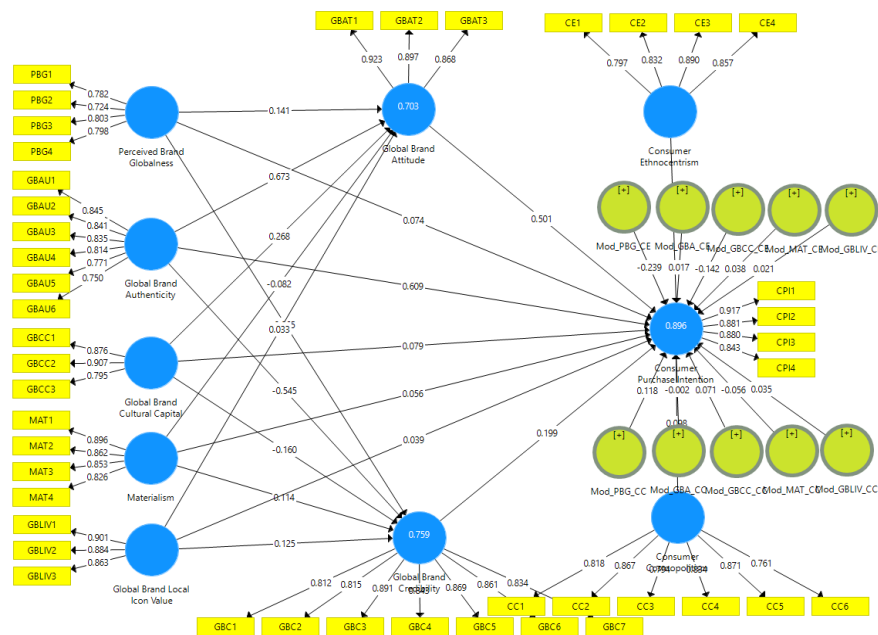 GBAT1 GBAT2 GBAT3 CE1 CE2 CE3 CE4
0.923 0.897 0.868 0.797 0.832 0.890 0.857
PBG1
PBG2
PBG3
PBG4
0.782
0.724
0.803
0.798
Perceived Brand
Globalness
0.141
0.703
Global Brand
Attitude
Consumer
Ethnocentrism
GBAU1
GBAU2
GBAU3
GBAU4
GBAU5
GBAU6
0.845
0.841
0.835
0.814
0.771
0.750
Global Brand
Authenticity
0.673
0.074
0.501
0.268
-0.082
0.033
0.609
[+] [+] [+] [+] [+]
Mod_PBG_CE Mod_GBA_CE Mod_GBCC_CE Mod_MAT_CE Mod_GBLIV_C
-0.239 0.017 -0.142 0.038 0.021
0.896
Consumer
Purchase Intention
0.917
0.881
0.880
0.843
CPI1
CPI2
CPI3
CPI4
GBCC1
GBCC2
GBCC3
0.876
0.907
0.795
Global Brand
Cultural Capital
0.079
-0.545
0.056
-0.160
0.039
MAT1
MAT2
MAT3
MAT4
0.896
0.862
0.853
0.826
Materialism
0.114
0.199
0.118 -0.002 0.071 -0.056 0.035
[+] [+] [+] [+] [+]
Mod_PBG_CC Mod_GBA_CC Mod_GBCC_CC Mod_MAT_CC Mod_GBLIV_CC
GBLIV1
GBLIV2
GBLIV3
0.901
0.884
0.863
Global Brand Local
Icon Value
0.125
0.759
Global Brand
Credibility
Consumer
0.812 0.815 0.891 0.869 0.861 0.834
0.818 0.867 0.871 0.761
CC1 CC2 CC3 CC4 CC5 CC6
GBC1 GBC2 GBC3 GBC4 GBC5 GBC6 GBC7